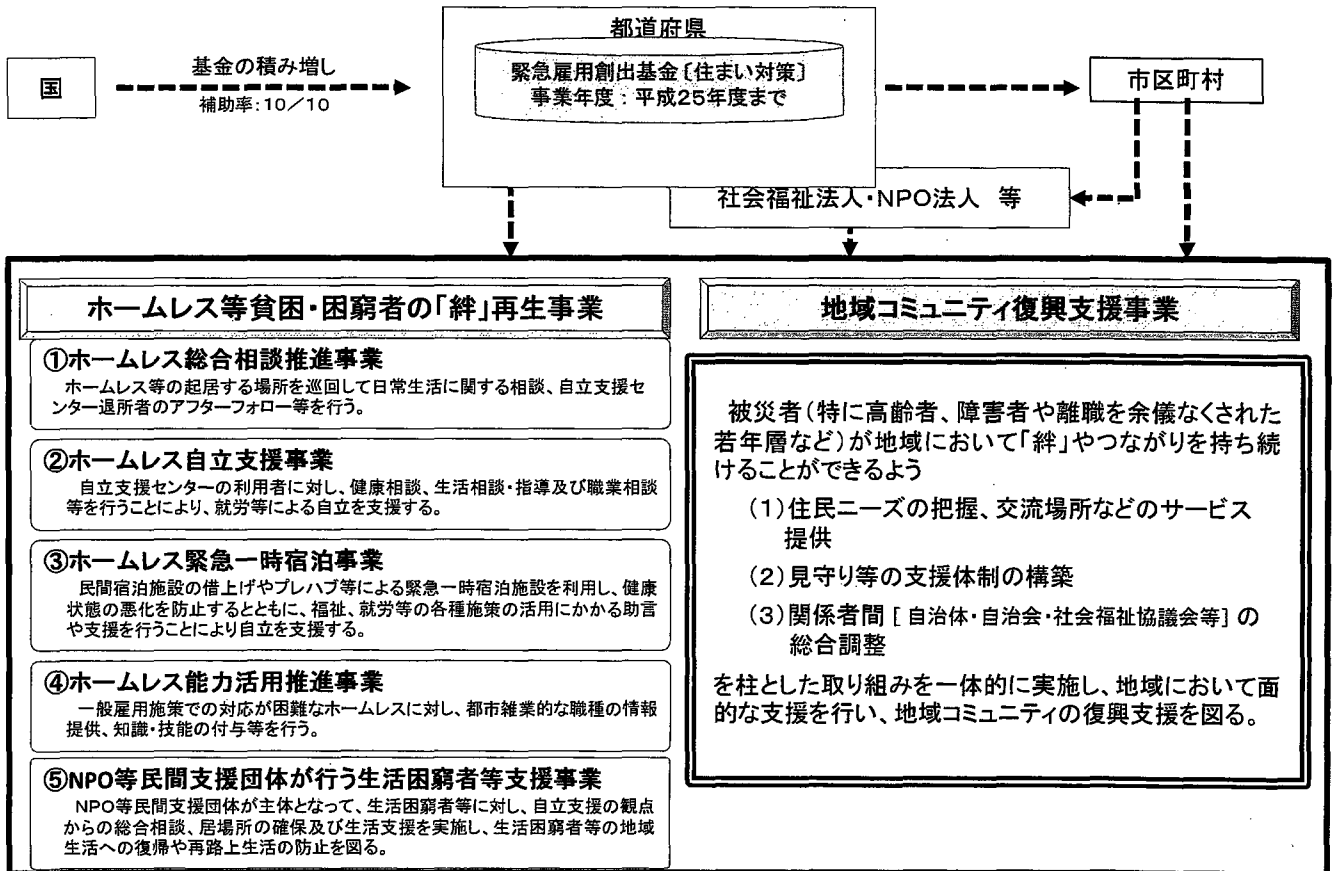 都道府県
緊急雇用創出基金〔住まい対策〕
事業年度：平成25年度まで
国
基金の積み増し
補助率：10／10
市区町村
社会福祉法人・NPO法人　等
ホームレス等貧困・困窮者の「絆」再生事業
①ホームレス総合相談推進事業
ホームレス等の起居する場所を巡回して日常生活に関する相談、自立支援セ
ンター退所者のアフターフォロー等を行う。
②ホームレス自立支援事業
自立支援センターの利用者に対し、健康相談、生活相談・指導及び職業相談
等を行うことにより、就労等による自立を支援する。
③ホームレス緊急一時宿泊事業
民間宿泊施設の借上げやプレハブ等による緊急一時宿泊施設を利用し、健康
状態の悪化を防止するとともに、福祉、就労等の各種施策の活用にかかる助言
や支援を行うことにより自立を支援する。
④ホームレス能力活用推進事業
一般雇用施策での対応が困難なホームレスに対し、都市雑業的な職種の情報
提供、知識・技能の付与等を行う。
⑤NPO等民間支援団体が行う生活困窮者等支援事業
NPO等民間支援団体が主体となって、生活困窮者等に対し、自立支援の観点
からの総合相談、居場所の確保及び生活支援を実施し、生活困窮者等の地域
生活への復帰や再路上生活の防止を図る。
地域コミュニティ復興支援事業
被災者（特に高齢者、障害者や離職を余儀なくされた
若年層など）が地域において「絆」やつながりを持ち続
けることができるよう
（1）住民ニーズの把握、交流場所などのサービス
提供
（2）見守り等の支援体制の構築
（3）関係者間［自治体・自治会・社会福祉協議会等］の
総合調整
を柱とした取り組みを一体的に実施し、地域において面
的な支援を行い、地域コミュニティの復興支援を図る。